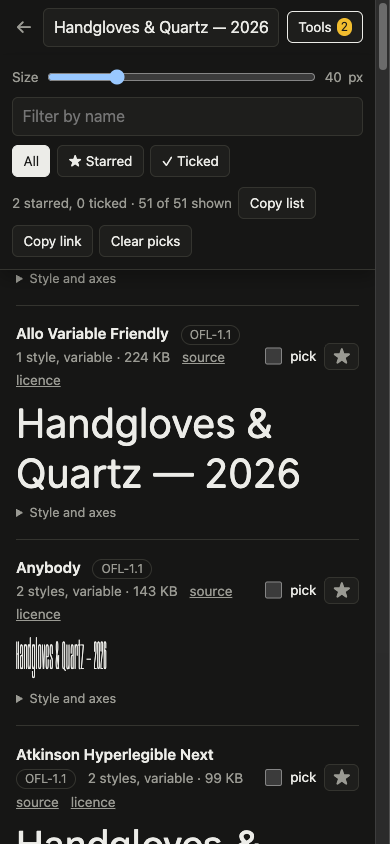 ← Handgloves & Quartz — 2026 Tools 2
Size 40 px
Filter by name
All ★ Starred ✓ Ticked
2 starred, 0 ticked · 51 of 51 shown Copy list
Copy link Clear picks
▶ Style and axes
Allo Variable Friendly OFL-1.1
1 style, variable · 224 KB source pick ★
licence
Handgloves &
Quartz — 2026
▶ Style and axes
Anybody OFL-1.1
2 styles, variable · 143 KB source pick ★
licence
Handgloves & Quartz — 2026
▶ Style and axes
Atkinson Hyperlegible Next
OFL-1.1 2 styles, variable · 99 KB pick ★
source licence
Handgloves &